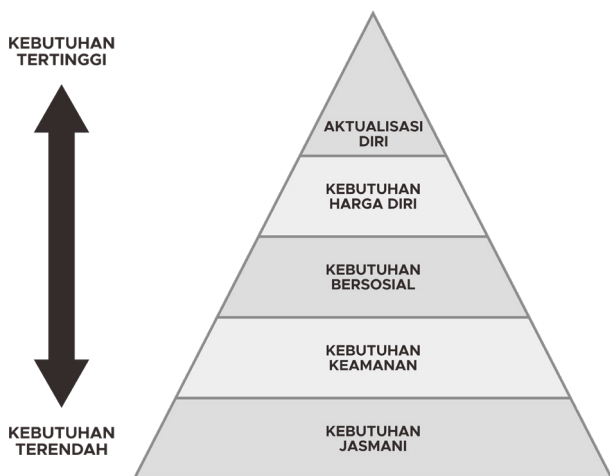 KEBUTUHAN
TERTINGGI
AKTUALISASI
DIRI
KEBUTUHAN
HARGA DIRI
KEBUTUHAN
BERSOSIAL
KEBUTUHAN
KEAMANAN
KEBUTUHAN
TERENDAH
KEBUTUHAN
JASMANI